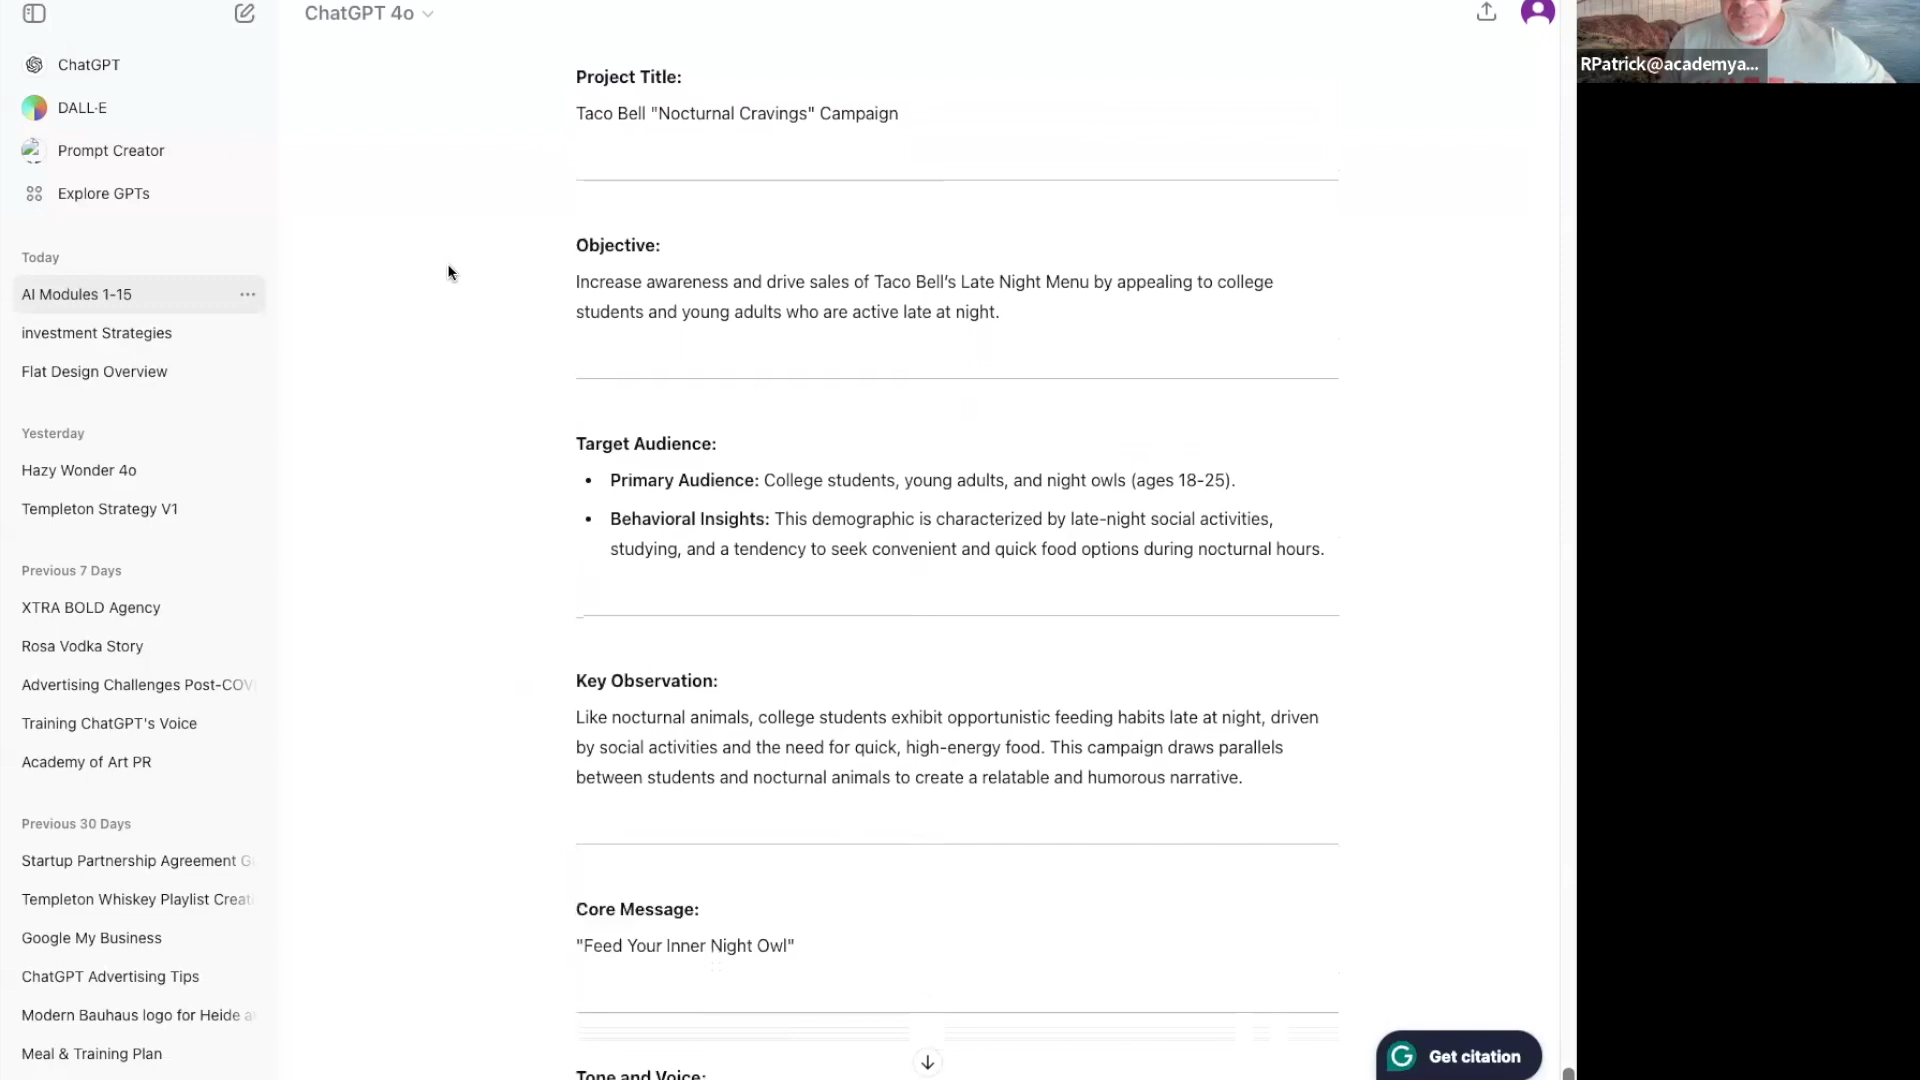 ChatGPT
DALL·E
Prompt Creator
Explore GPTs
Today
AI Modules 1-15
investment Strategies
Flat Design Overview
Yesterday
Hazy Wonder 4o
Templeton Strategy V1
Previous 7 Days
XTRA BOLD Agency
Rosa Vodka Story
Advertising Challenges Post-COV
Training ChatGPT's Voice
Academy of Art PR
Previous 30 Days
Startup Partnership Agreement G
Templeton Whiskey Playlist Creat
Google My Business
ChatGPT Advertising Tips
Modern Bauhaus logo for Heide a
Meal & Training Plan
ChatGPT 4o
Project Title:
Taco Bell "Nocturnal Cravings" Campaign
Objective:
Increase awareness and drive sales of Taco Bell’s Late Night Menu by appealing to college
students and young adults who are active late at night.
Target Audience:
• Primary Audience: College students, young adults, and night owls (ages 18-25).
• Behavioral Insights: This demographic is characterized by late-night social activities,
studying, and a tendency to seek convenient and quick food options during nocturnal hours.
Key Observation:
Like nocturnal animals, college students exhibit opportunistic feeding habits late at night, driven
by social activities and the need for quick, high-energy food. This campaign draws parallels
between students and nocturnal animals to create a relatable and humorous narrative.
Core Message:
"Feed Your Inner Night Owl"
Tone and Voice:
Get citation
RPatrick@academya...